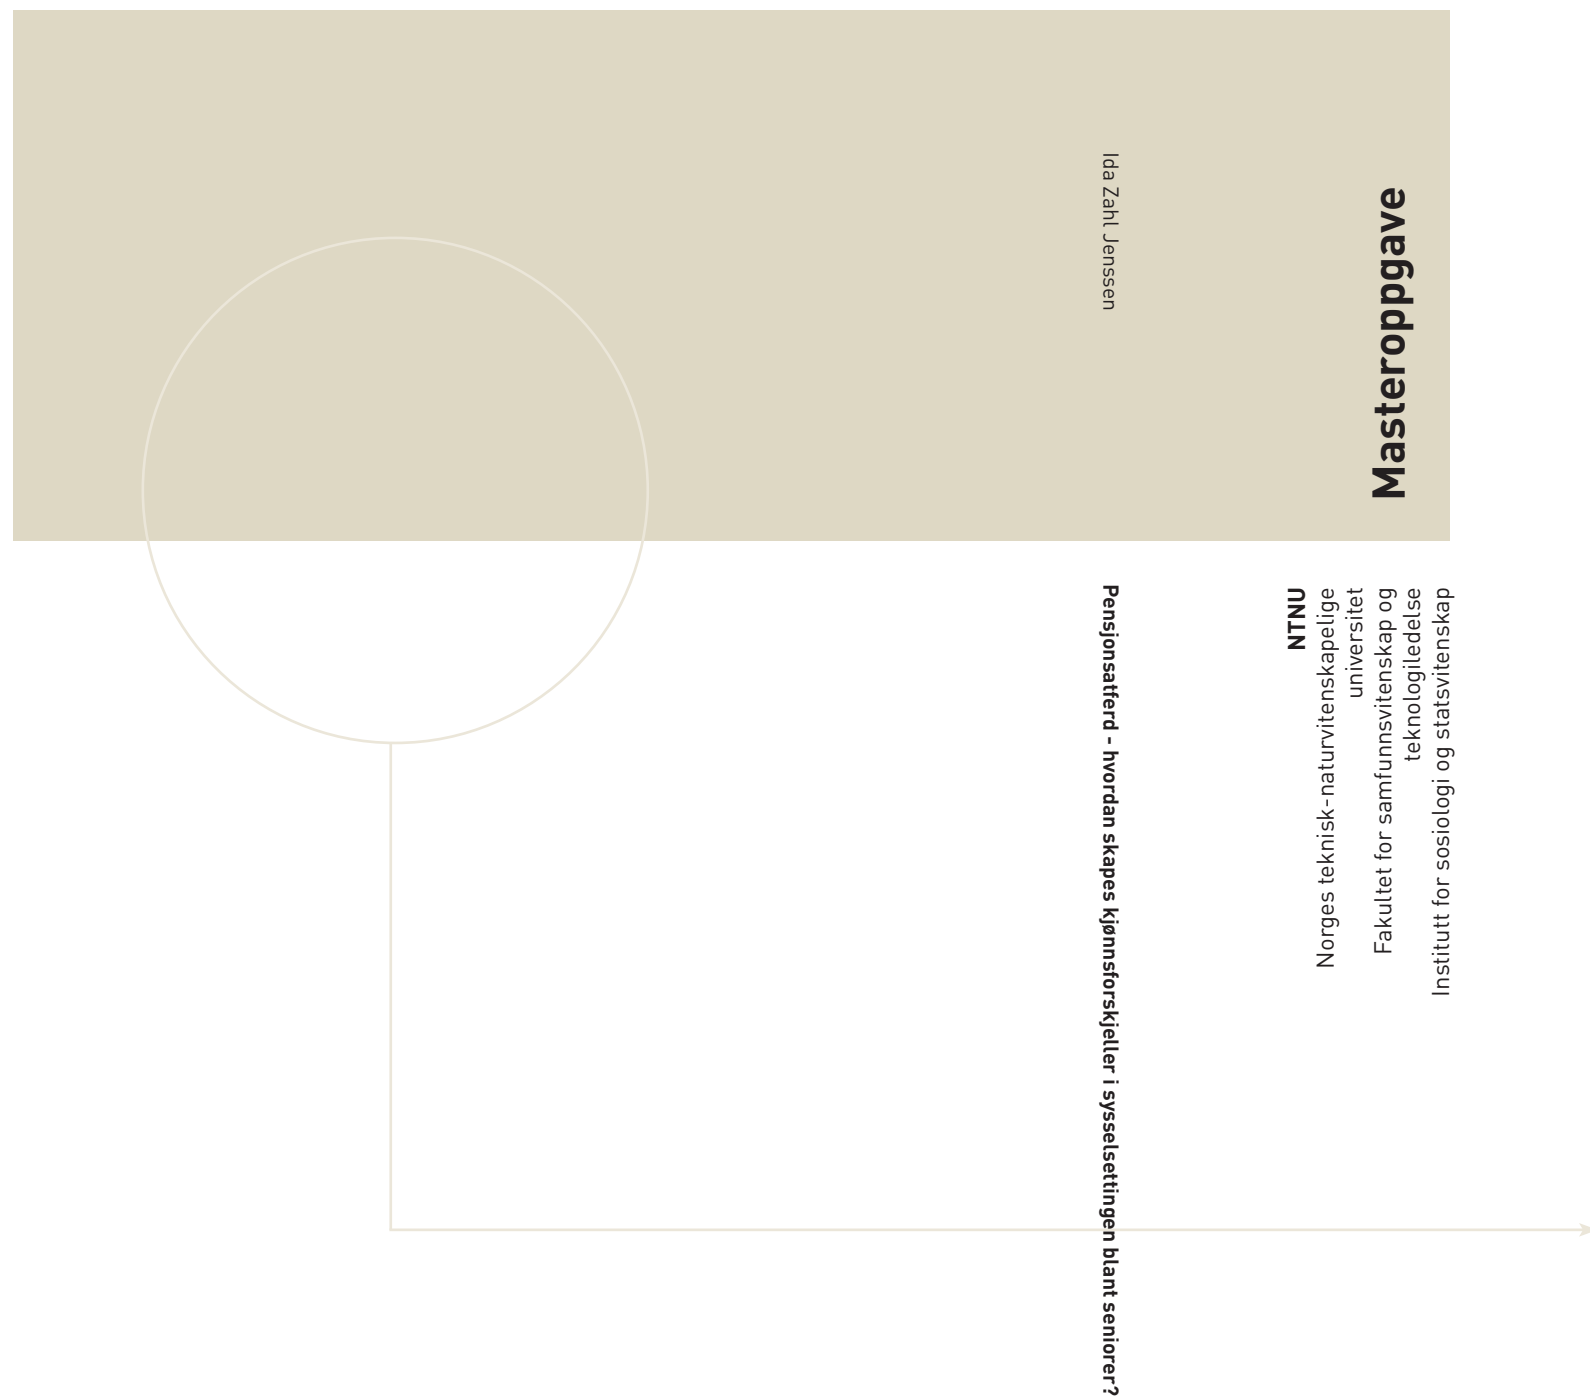 Ida Zahl Jenssen
Pensjonsatferd - hvordan skapes kjønnsforskjeller i sysselsettingen blant seniorer?
Masteroppgave
NTNU
Norges teknisk-naturvitenskapelige
universitet
Fakultet for samfunnsvitenskap og
teknologiledelse
Institutt for sosiologi og statsvitenskap